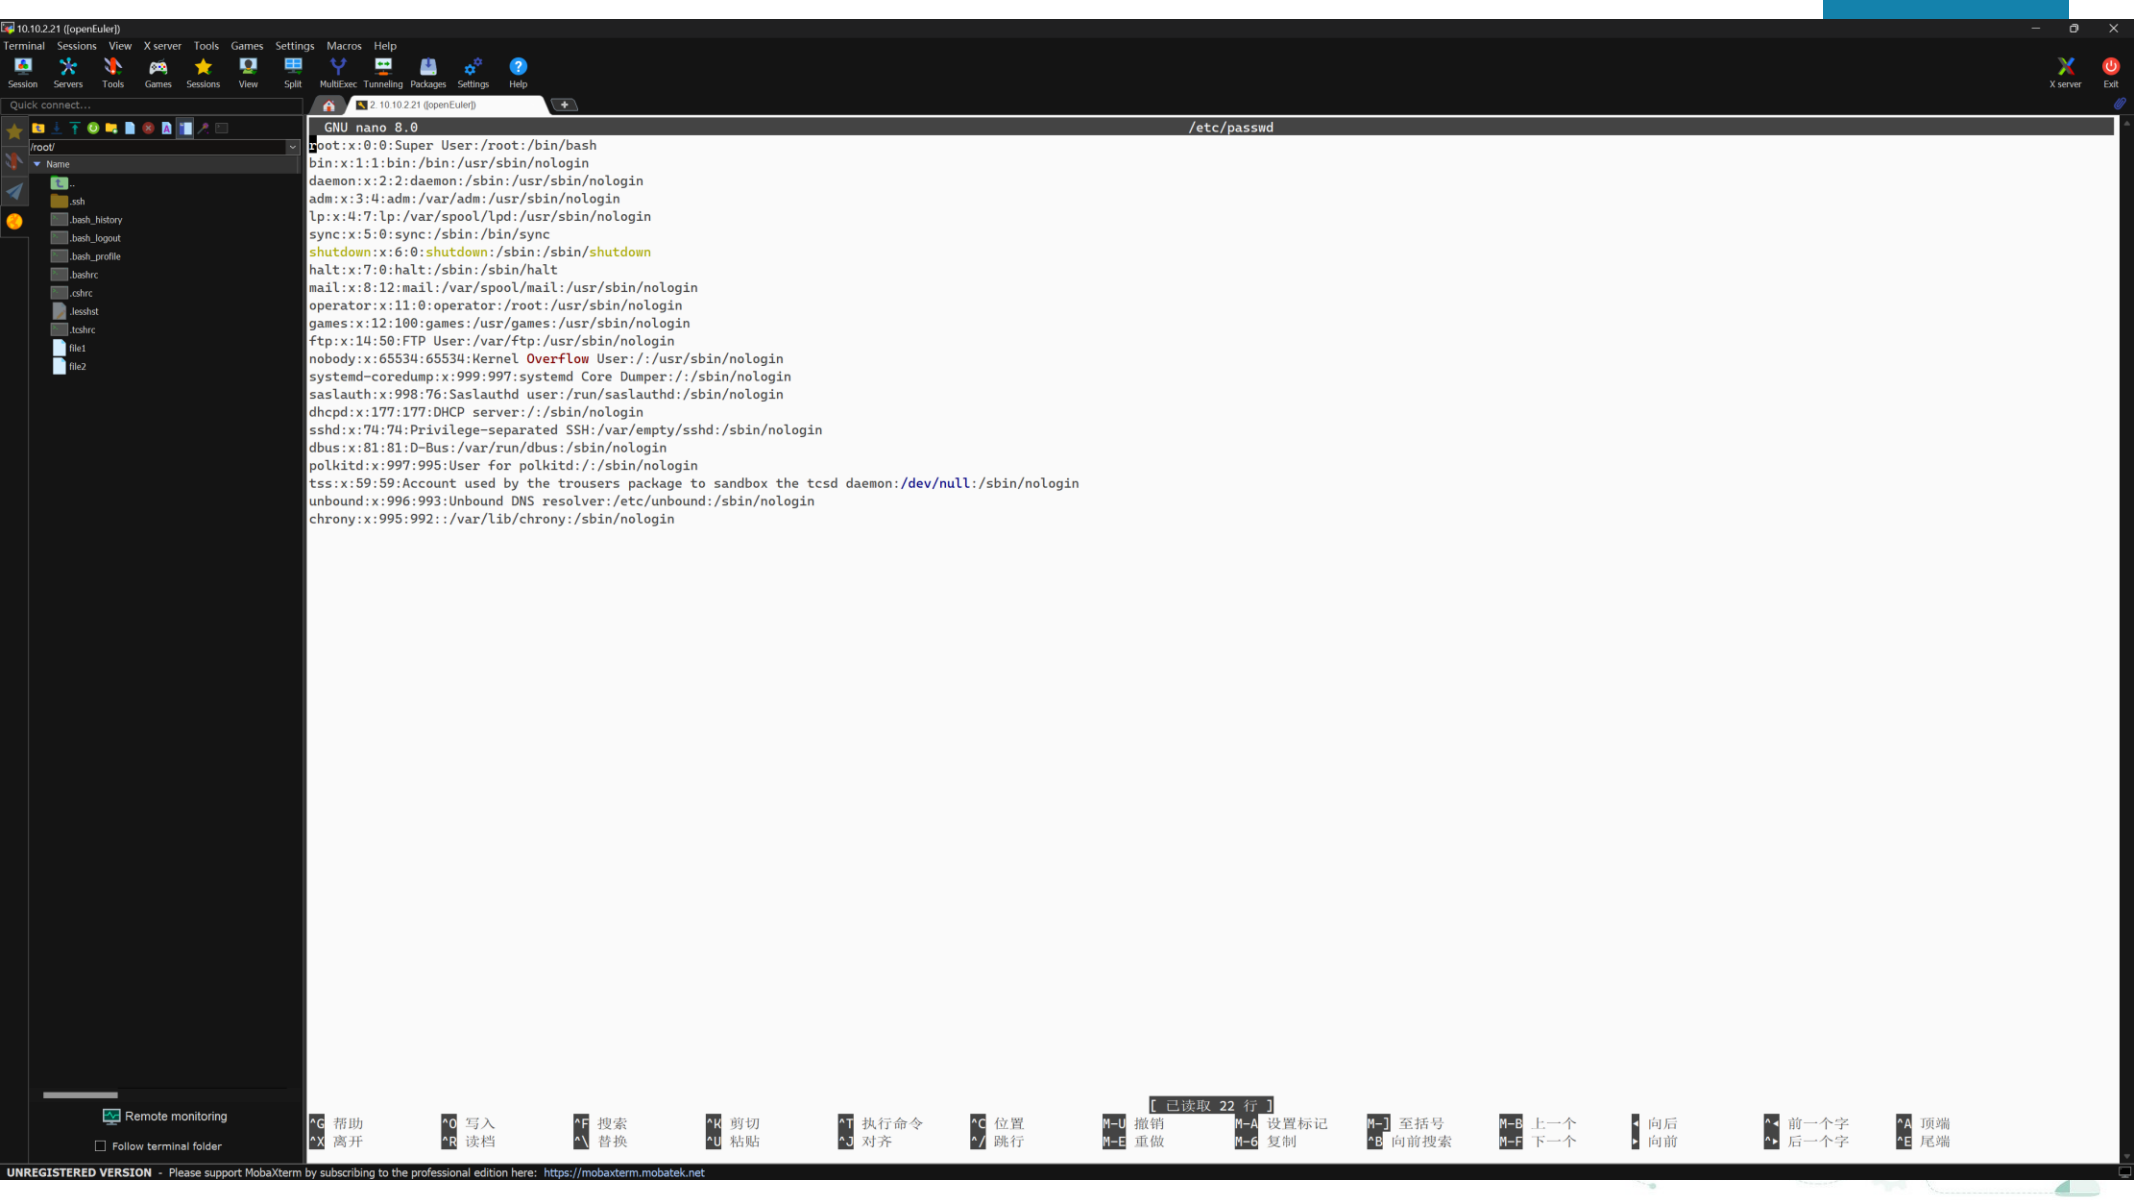 10.10.2.21 ([openEuler])
Terminal Sessions View X server Tools Games Settings Macros Help
Session Servers Tools Games Sessions View Split MultiExec Tunneling Packages Settings Help X server Exit
Quick connect...
2. 10.10.2.21 ([openEuler])
/root/
Name
..
.ssh
.bash_history
.bash_logout
.bash_profile
.bashrc
.cshrc
.lesshst
.tcshrc
file1
file2
Remote monitoring
Follow terminal folder
GNU nano 8.0 /etc/passwd
root:x:0:0:Super User:/root:/bin/bash
bin:x:1:1:bin:/bin:/usr/sbin/nologin
daemon:x:2:2:daemon:/sbin:/usr/sbin/nologin
adm:x:3:4:adm:/var/adm:/usr/sbin/nologin
lp:x:4:7:lp:/var/spool/lpd:/usr/sbin/nologin
sync:x:5:0:sync:/sbin:/bin/sync
shutdown:x:6:0:shutdown:/sbin:/sbin/shutdown
halt:x:7:0:halt:/sbin:/sbin/halt
mail:x:8:12:mail:/var/spool/mail:/usr/sbin/nologin
operator:x:11:0:operator:/root:/usr/sbin/nologin
games:x:12:100:games:/usr/games:/usr/sbin/nologin
ftp:x:14:50:FTP User:/var/ftp:/usr/sbin/nologin
nobody:x:65534:65534:Kernel Overflow User:/:/usr/sbin/nologin
systemd-coredump:x:999:997:systemd Core Dumper:/:/sbin/nologin
saslauth:x:998:76:Saslauthd user:/run/saslauthd:/sbin/nologin
dhcpd:x:177:177:DHCP server:/:/sbin/nologin
sshd:x:74:74:Privilege-separated SSH:/var/empty/sshd:/sbin/nologin
dbus:x:81:81:D-Bus:/var/run/dbus:/sbin/nologin
polkitd:x:997:995:User for polkitd:/:/sbin/nologin
tss:x:59:59:Account used by the trousers package to sandbox the tcsd daemon:/dev/null:/sbin/nologin
unbound:x:996:993:Unbound DNS resolver:/etc/unbound:/sbin/nologin
chrony:x:995:992::/var/lib/chrony:/sbin/nologin
[ 已读取 22 行 ]
^G 帮助 ^O 写入 ^F 搜索 ^K 剪切 ^T 执行命令 ^C 位置 M-U 撤销 M-A 设置标记 M-] 至括号 M-B 上一个 ◂ 向后 ^◂ 前一个字 ^A 顶端
^X 离开 ^R 读档 ^\ 替换 ^U 粘贴 ^J 对齐 ^/ 跳行 M-E 重做 M-6 复制 ^B 向前搜索 M-F 下一个 ▸ 向前 ^▸ 后一个字 ^E 尾端
UNREGISTERED VERSION - Please support MobaXterm by subscribing to the professional edition here: https://mobaxterm.mobatek.net